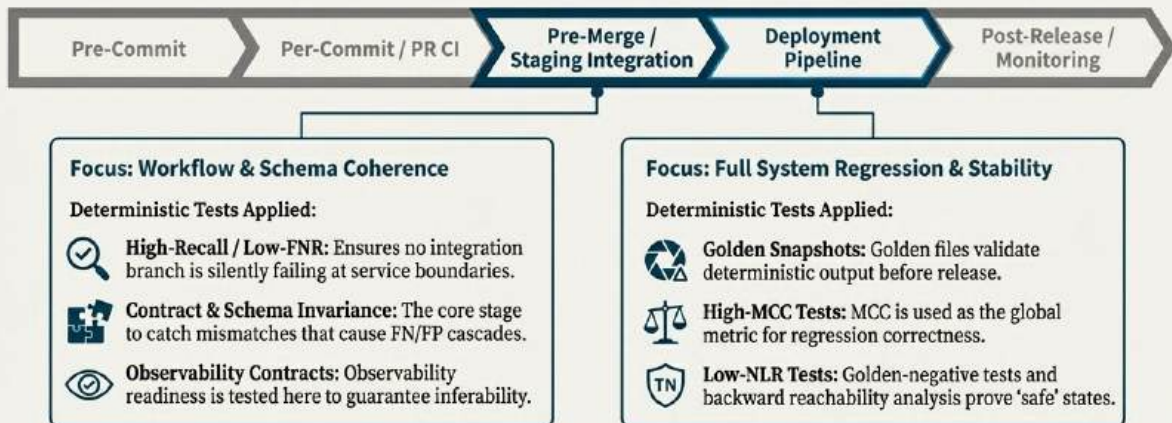 Pre-Commit
Per-Commit / PR CI
Pre-Merge /
Staging Integration
Deployment
Pipeline
Post-Release /
Monitoring
Focus: Workflow & Schema Coherence
Deterministic Tests Applied:
High-Recall / Low-FNR: Ensures no integration
branch is silently failing at service boundaries.
Contract & Schema Invariance: The core stage
to catch mismatches that cause FN/FP cascades.
Observability Contracts: Observability
readiness is tested here to guarantee inferability.
Focus: Full System Regression & Stability
Deterministic Tests Applied:
Golden Snapshots: Golden files validate
deterministic output before release.
High-MCC Tests: MCC is used as the global
metric for regression correctness.
TN
Low-NLR Tests: Golden-negative tests and
backward reachability analysis prove 'safe' states.